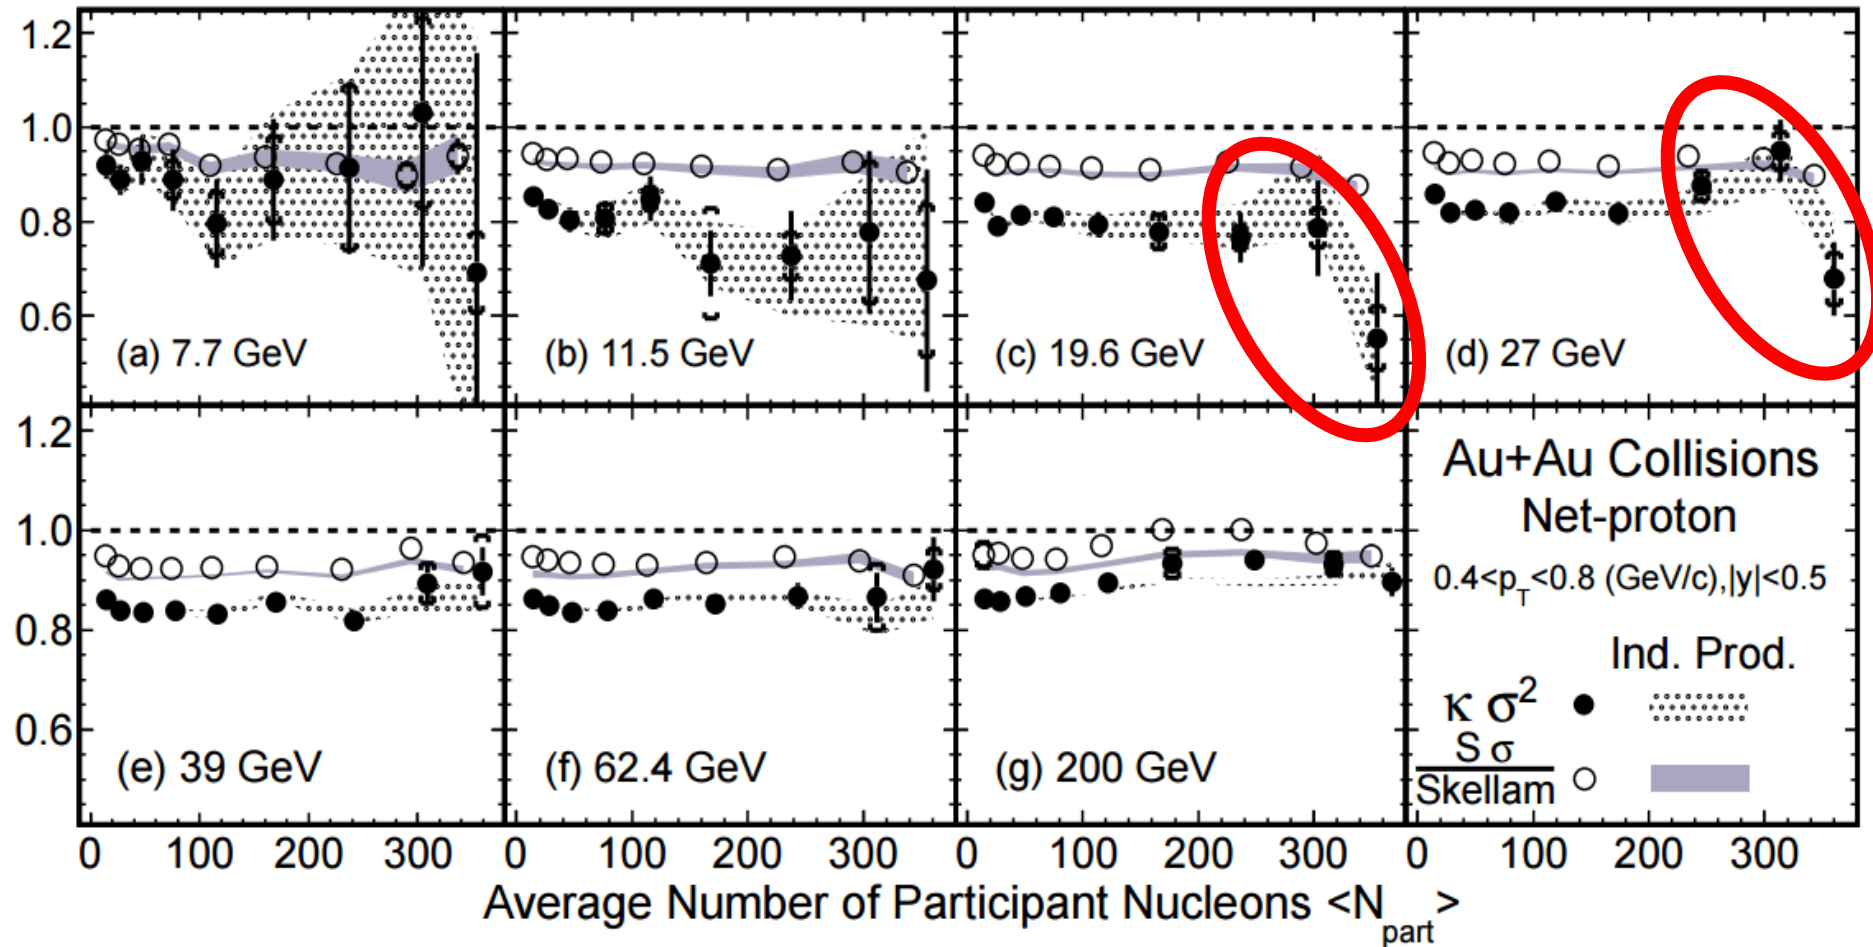 1.2
1.0
0.8
0.6
(a) 7.7 GeV
(b) 11.5 GeV
(c) 19.6 GeV
(d) 27 GeV
1.2
1.0
0.8
0.6
(e) 39 GeV
(f) 62.4 GeV
(g) 200 GeV
Au+Au Collisions
Net-proton
0.4<p_T<0.8 (GeV/c),|y|<0.5
Ind. Prod.
κ σ²
S σ
Skellam
0 100 200 300 0 100 200 300 0 100 200 300 0 100 200 300
Average Number of Participant Nucleons <N_part>